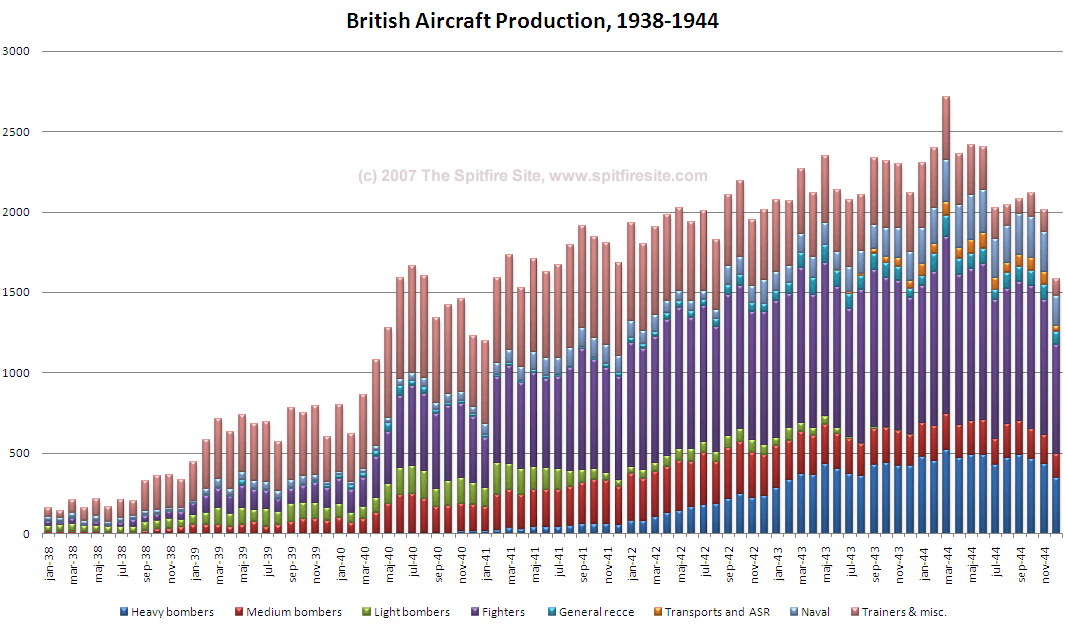 British Aircraft Production, 1938-1944
3000
2500
2000
1500
1000
500
0
(c) 2007 The Spitfire Site, www.spitfiresite.com
jan-38
mar-38
maj-38
jul-38
sep-38
nov-38
jan-39
mar-39
maj-39
jul-39
sep-39
nov-39
jan-40
mar-40
maj-40
jul-40
sep-40
nov-40
jan-41
mar-41
maj-41
jul-41
sep-41
nov-41
jan-42
mar-42
maj-42
jul-42
sep-42
nov-42
jan-43
mar-43
maj-43
jul-43
sep-43
nov-43
jan-44
mar-44
maj-44
jul-44
sep-44
nov-44
Heavy bombers Medium bombers Light bombers Fighters General recce Transports and ASR Naval Trainers & misc.